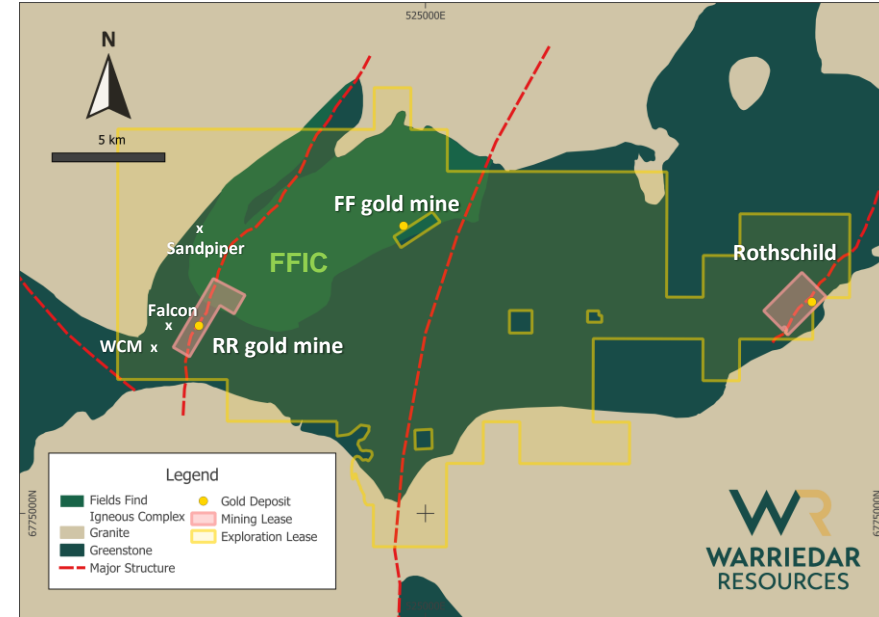 525000E
N
5 km
FF gold mine
Sandpiper
FFIC
Rothschild
Falcon
WCM
RR gold mine
Legend
Fields Find
Igneous Complex
Granite
Greenstone
Major Structure
Gold Deposit
Mining Lease
Exploration Lease
6775000N
6775000N
WR
WARRIEDAR
RESOURCES